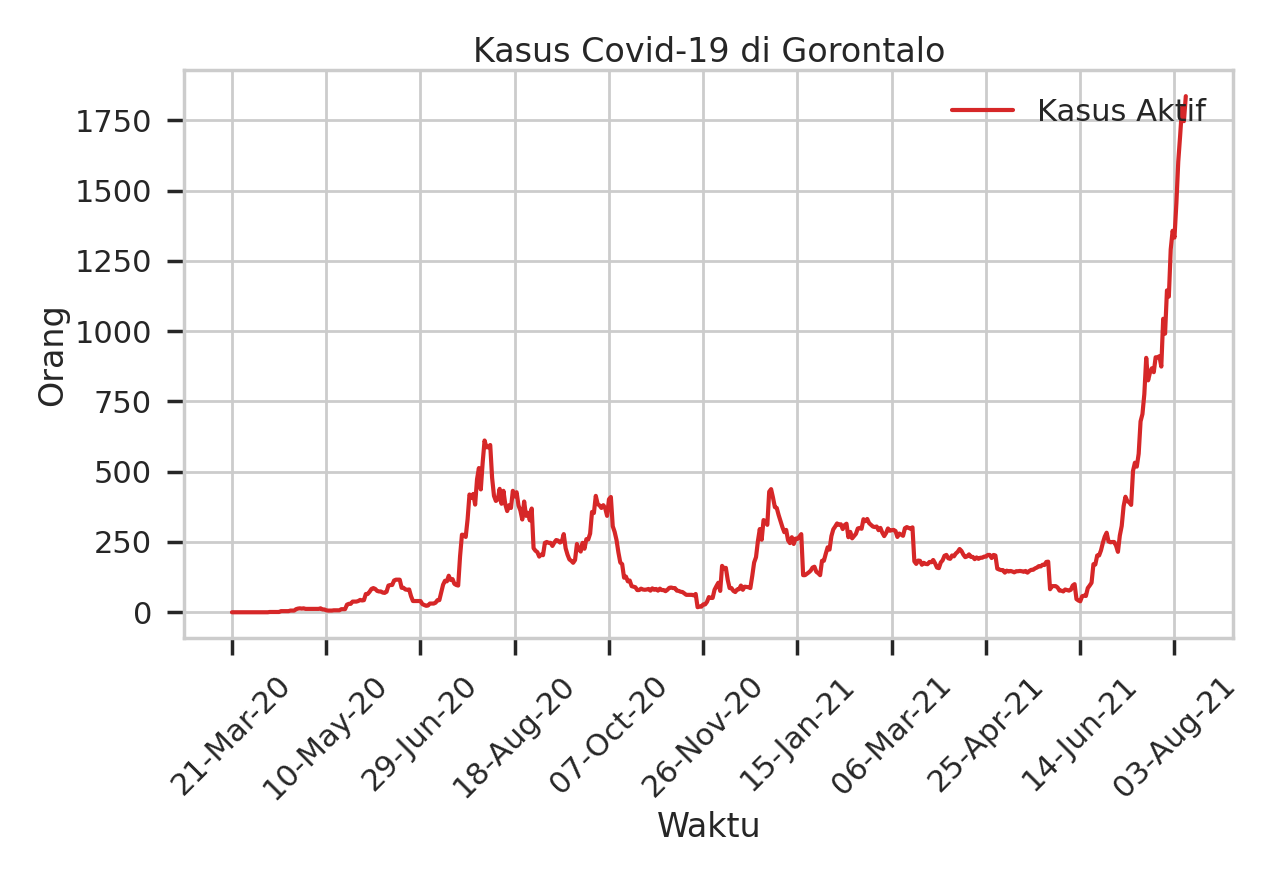 Kasus Covid-19 di Gorontalo
Kasus Aktif
Orang
1750
1500
1250
1000
750
500
250
0
21-Mar-20
10-May-20
29-Jun-20
18-Aug-20
07-Oct-20
26-Nov-20
15-Jan-21
06-Mar-21
25-Apr-21
14-Jun-21
03-Aug-21
Waktu